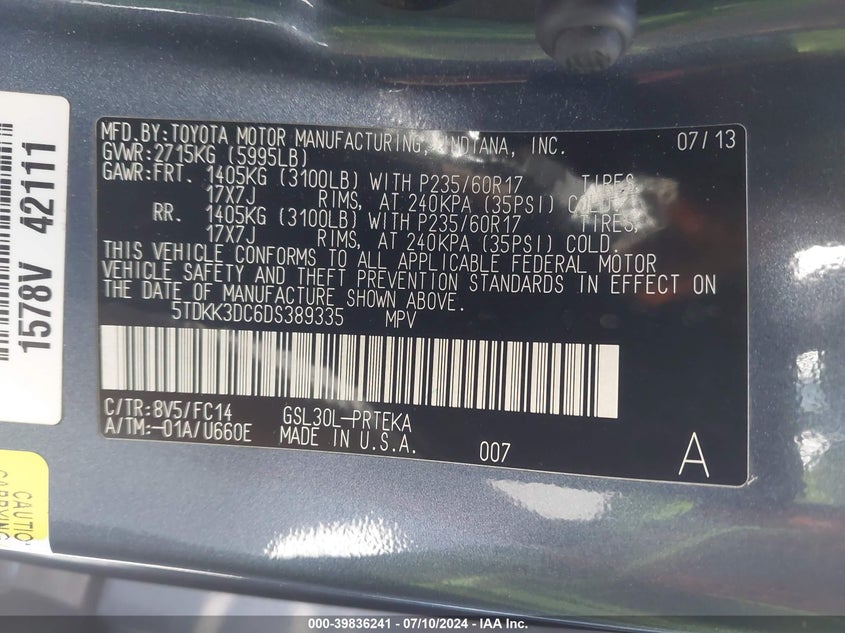 MFD.BY:TOYOTA MOTOR MANUFACTURING, INDIANA, INC. 07/13
GVWR:2715KG (5995LB)
GAWR:FRT. 1405KG (3100LB) WITH P235/60R17 TIRES,
17X7J RIMS, AT 240KPA (35PSI) COLD.
RR. 1405KG (3100LB) WITH P235/60R17 TIRES,
17X7J RIMS, AT 240KPA (35PSI) COLD.
THIS VEHICLE CONFORMS TO ALL APPLICABLE FEDERAL MOTOR
VEHICLE SAFETY AND THEFT PREVENTION STANDARDS IN EFFECT ON
THE DATE OF MANUFACTURE SHOWN ABOVE.
5TDKK3DC6DS389335 MPV
C/TR:8V5/FC14 GSL30L-PRTEKA
A/TM:-01A/U660E MADE IN U.S.A. 007 A
1578V 42111
CAUTIO
CARRYING
000-39836241 - 07/10/2024 - IAA Inc.